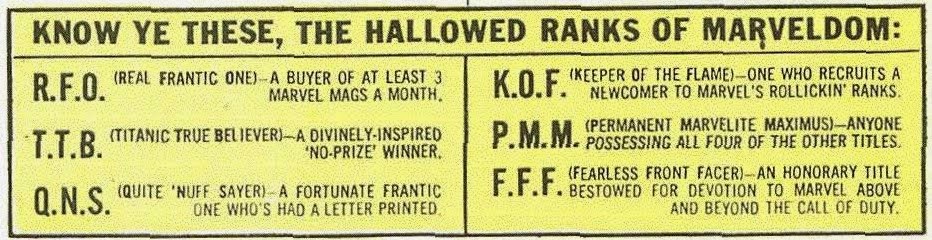 KNOW YE THESE, THE HALLOWED RANKS OF MARVELDOM:
R.F.O. (REAL FRANTIC ONE)—A BUYER OF AT LEAST 3
MARVEL MAGS A MONTH.
T.T.B. (TITANIC TRUE BELIEVER)—A DIVINELY-INSPIRED
'NO-PRIZE' WINNER.
Q.N.S. (QUITE 'NUFF SAYER)—A FORTUNATE FRANTIC
ONE WHO'S HAD A LETTER PRINTED.
K.O.F. (KEEPER OF THE FLAME)—ONE WHO RECRUITS A
NEWCOMER TO MARVEL'S ROLLICKIN' RANKS.
P.M.M. (PERMANENT MARVELITE MAXIMUS)—ANYONE
POSSESSING ALL FOUR OF THE OTHER TITLES.
F.F.F. (FEARLESS FRONT FACER)—AN HONORARY TITLE
BESTOWED FOR DEVOTION TO MARVEL ABOVE
AND BEYOND THE CALL OF DUTY.